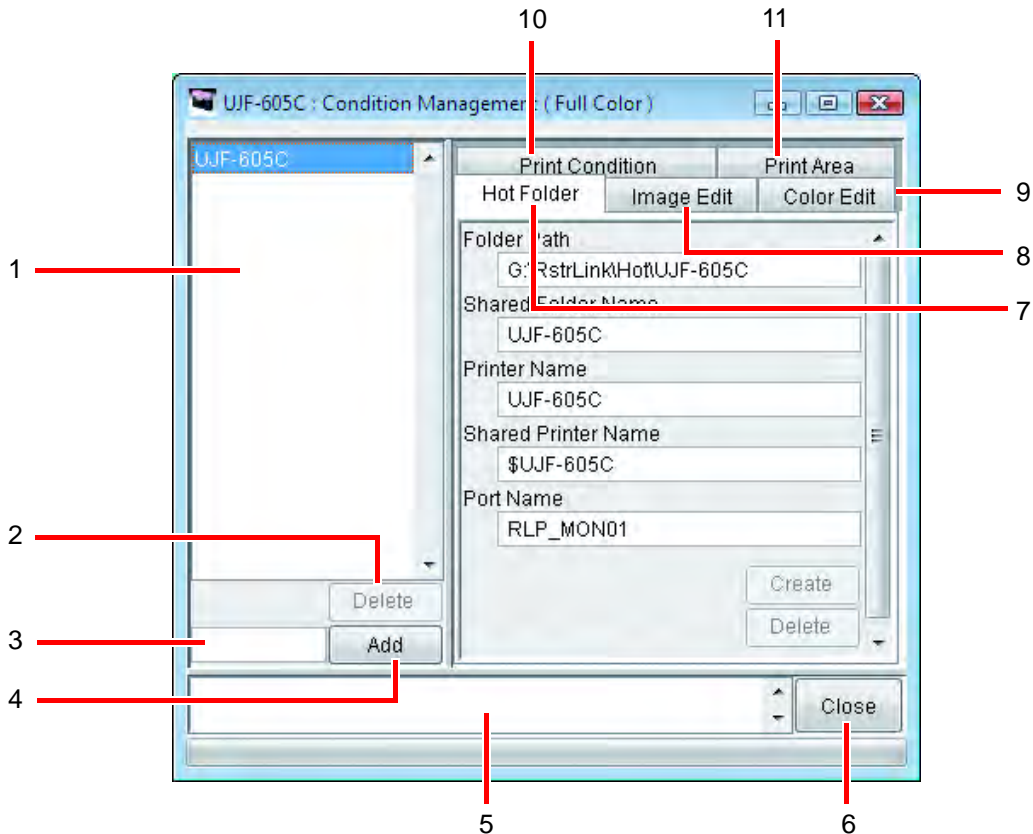 10
11
UJF-605C : Condition Management ( Full Color )
UJF-605C
Print Condition
Print Area
Hot Folder
Image Edit
Color Edit
9
8
1
Folder Path
G:\RstrLink\Hot\UJF-605C
7
Shared Folder Name
UJF-605C
Printer Name
UJF-605C
Shared Printer Name
$UJF-605C
Port Name
RLP_MON01
2
Delete
Create
Delete
3
Add
4
Close
5
6